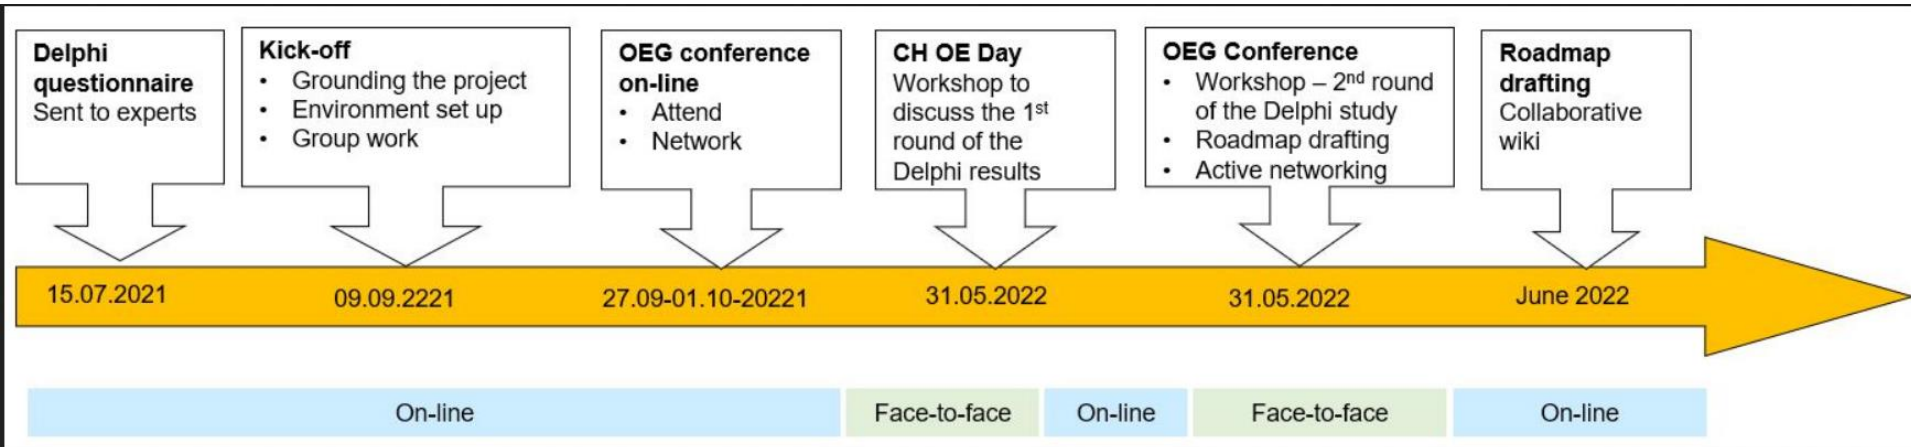 Delphi
questionnaire
Sent to experts
Kick-off
• Grounding the project
• Environment set up
• Group work
OEG conference
on-line
• Attend
• Network
CH OE Day
Workshop to
discuss the 1st
round of the
Delphi results
OEG Conference
• Workshop – 2nd round
of the Delphi study
• Roadmap drafting
• Active networking
Roadmap
drafting
Collaborative
wiki
15.07.2021
09.09.2221
27.09-01.10-20221
31.05.2022
31.05.2022
June 2022
On-line
Face-to-face
On-line
Face-to-face
On-line